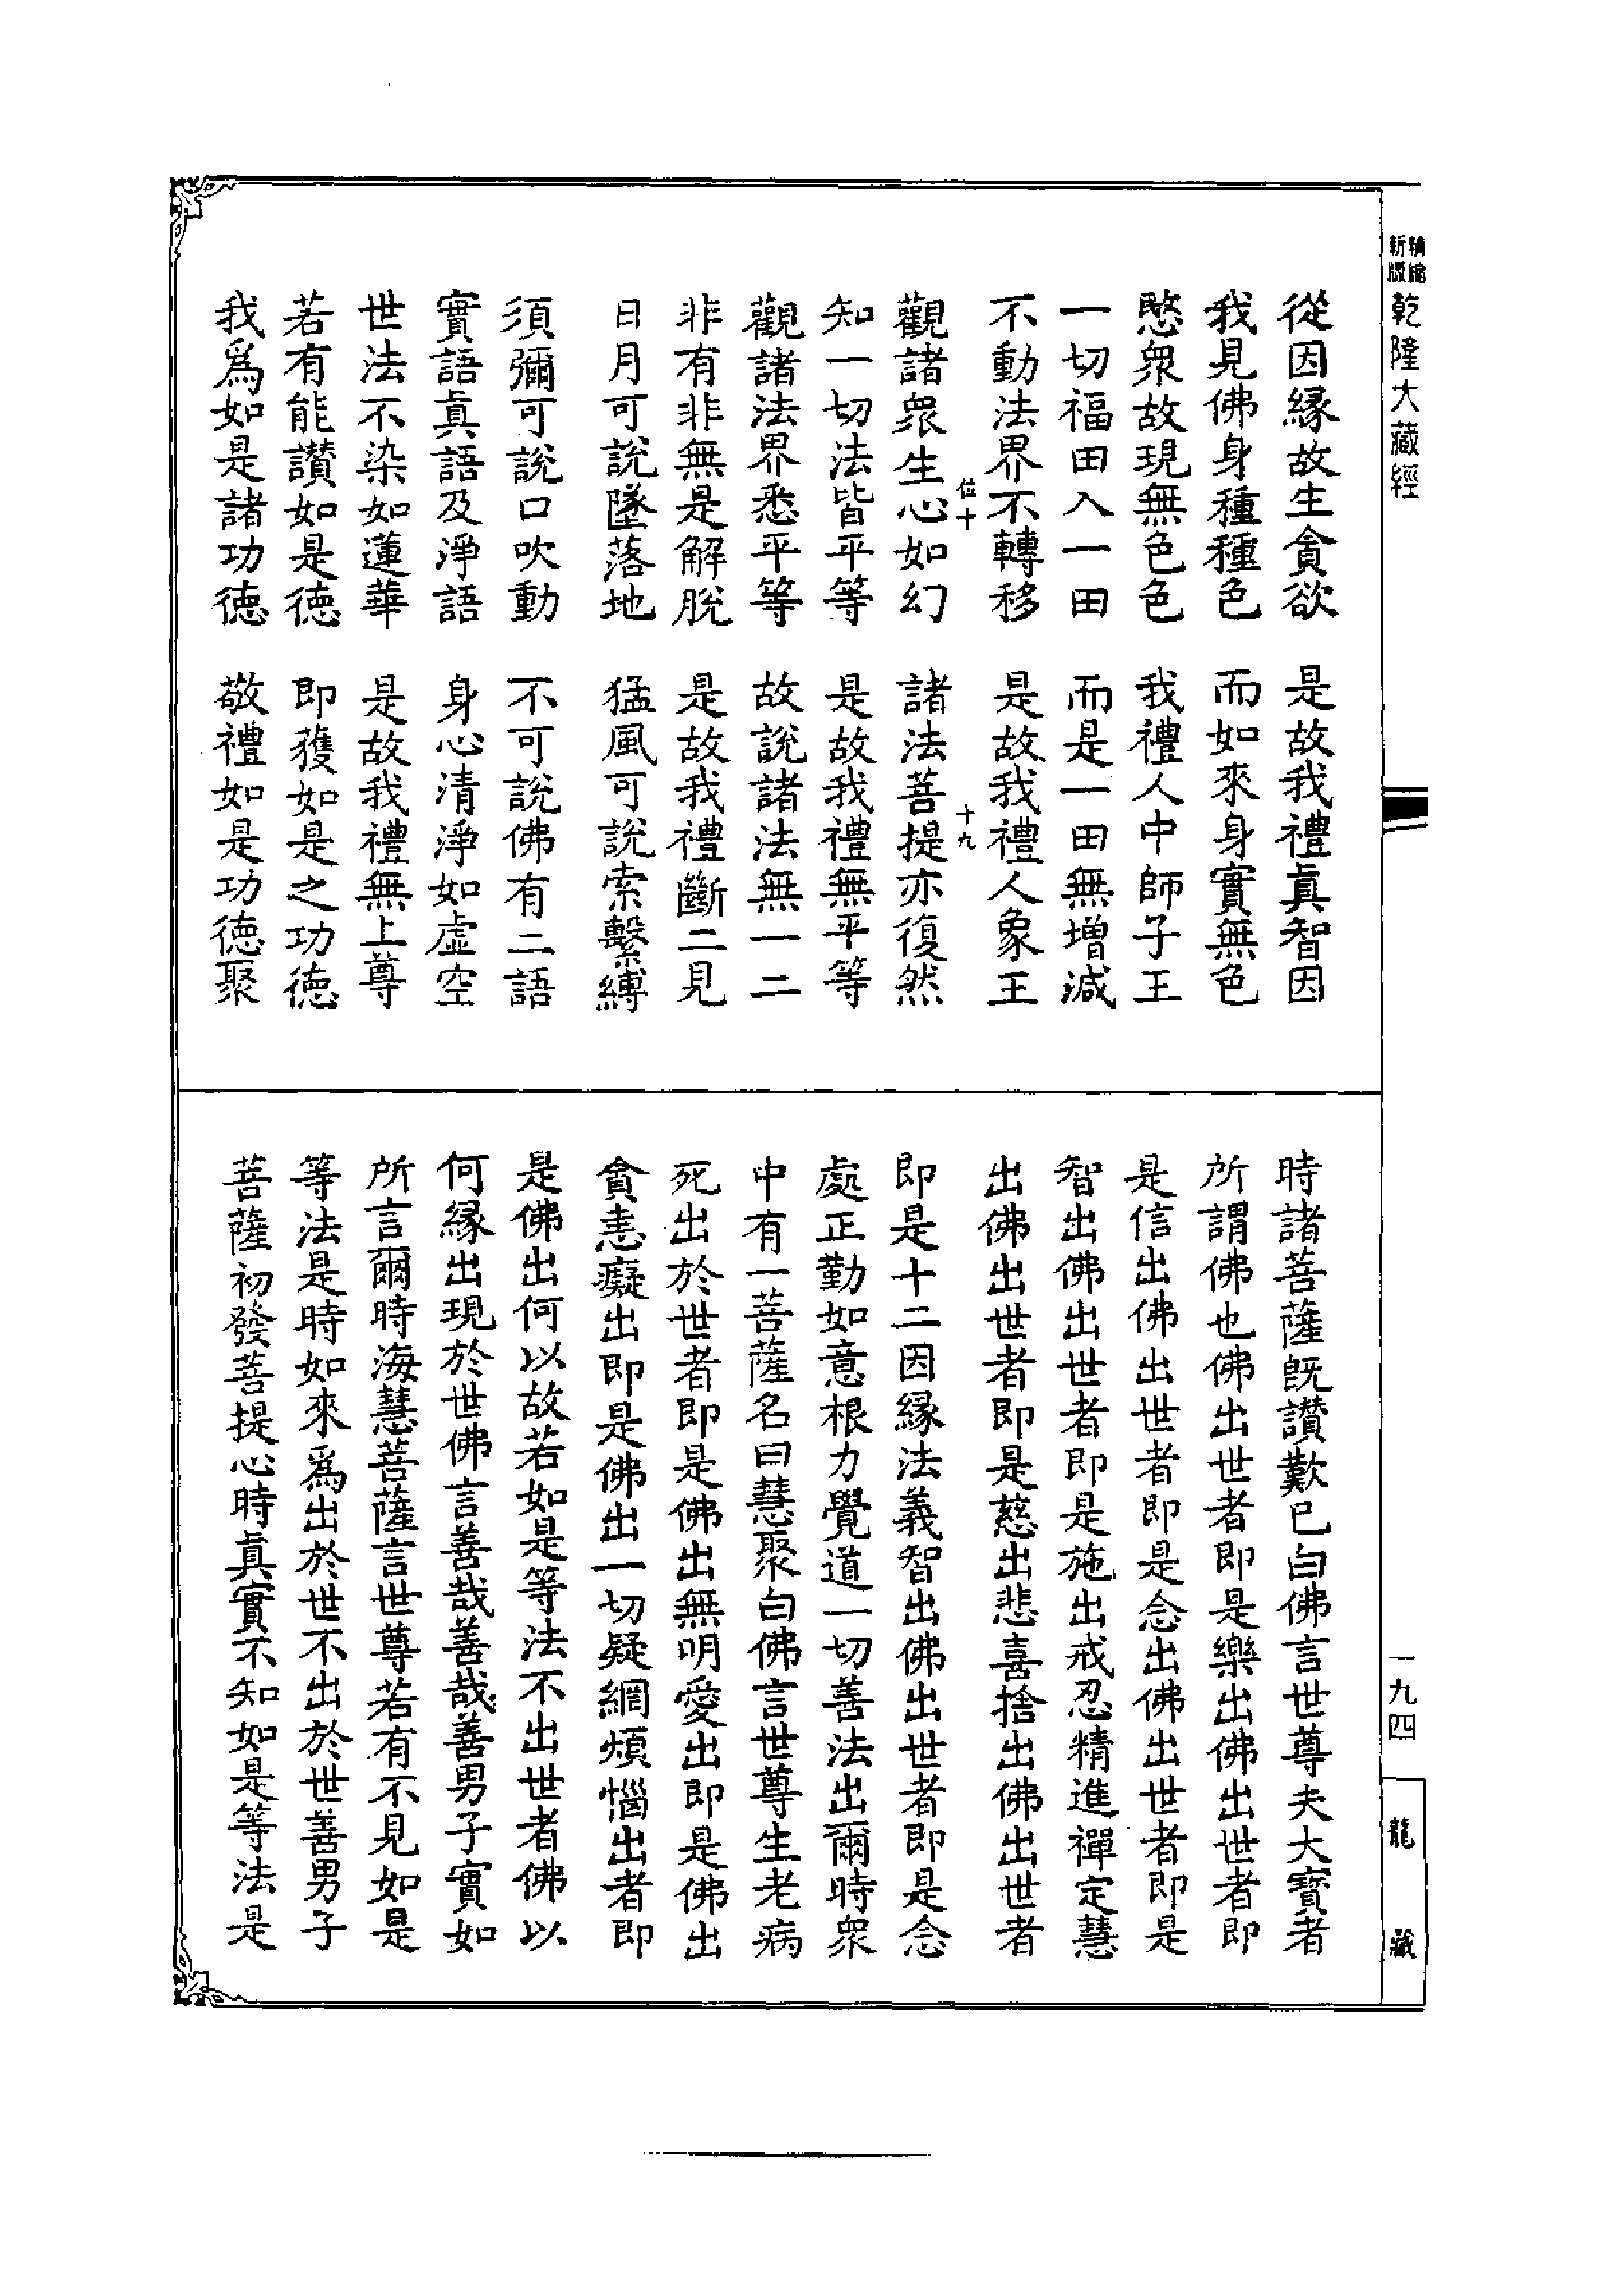 精縮新版
乾隆大藏經
一九四
龍藏
從因緣故生貪欲　是故我禮眞智因
我見佛身種種色　而如來身實無色
愍衆故現無色色　我禮人中師子王
一切福田入一田　而是一田無增減
不動法界不轉移　是故我禮人象王
位十　十九
觀諸衆生心如幻　諸法菩提亦復然
知一切法皆平等　是故我禮無平等
觀諸法界悉平等　故說諸法無一二
非有非無是解脫　是故我禮斷二見
日月可說墜落地　猛風可說索繫縛
須彌可說口吹動　不可說佛有二語
實語眞語及淨語　身心清淨如虛空
世法不染如蓮華　是故我禮無上尊
若有能讚如是德　即獲如是之功德
我爲如是諸功德　敬禮如是功德聚
時諸菩薩既讚歎已白佛言世尊夫大寶者
所謂佛也佛出世者即是樂出佛出世者即
是信出佛出世者即是念出佛出世者即是
智出佛出世者即是施出戒忍精進禪定慧
出佛出世者即是慈出悲喜捨出佛出世者
即是十二因緣法義智出佛出世者即是念
處正勤如意根力覺道一切善法出爾時衆
中有一菩薩名曰慧聚白佛言世尊生老病
死出於世者即是佛出無明愛出即是佛出
貪恚癡出即是佛出一切疑網煩惱出者即
是佛出何以故若如是等法不出世者佛以
何緣出現於世佛言善哉善哉善男子實如
所言爾時海慧菩薩言世尊若有不見如是
等法是時如來爲出於世不出於世善男子
菩薩初發菩提心時眞實不知如是等法是